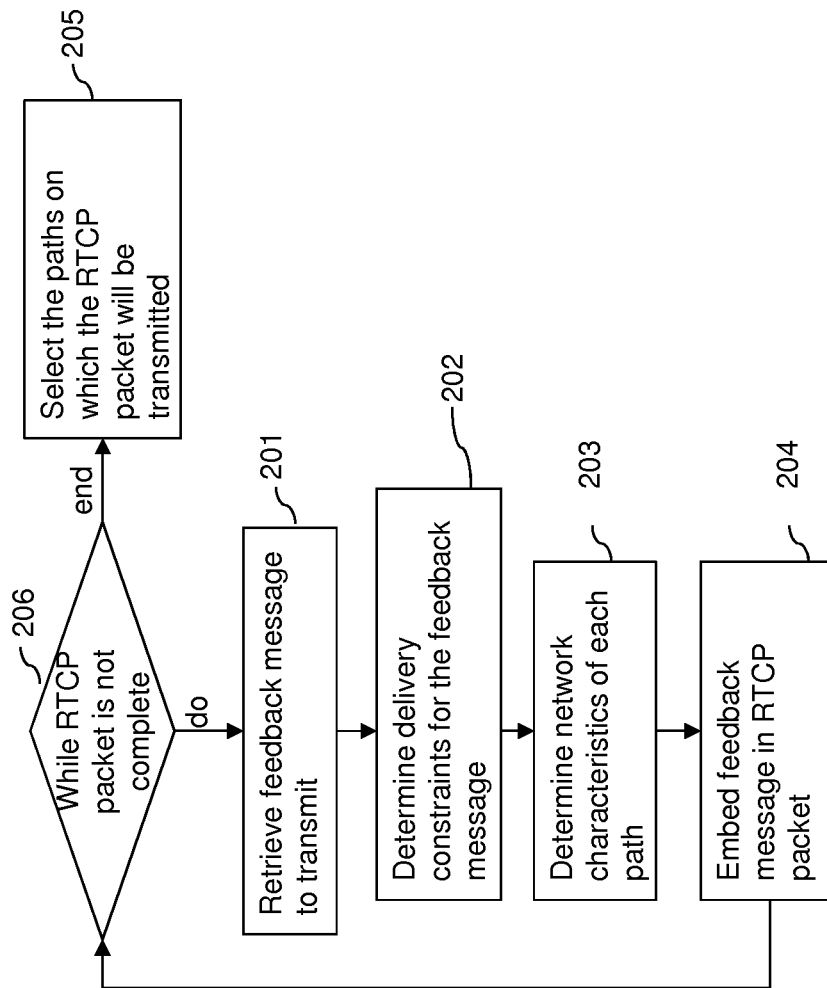 206
While RTCP
packet is not
complete
end
205
Select the paths on
which the RTCP
packet will be
transmitted
do
201
Retrieve feedback message
to transmit
202
Determine delivery
constraints for the feedback
message
203
Determine network
characteristics of each
path
204
Embed feedback
message in RTCP
packet